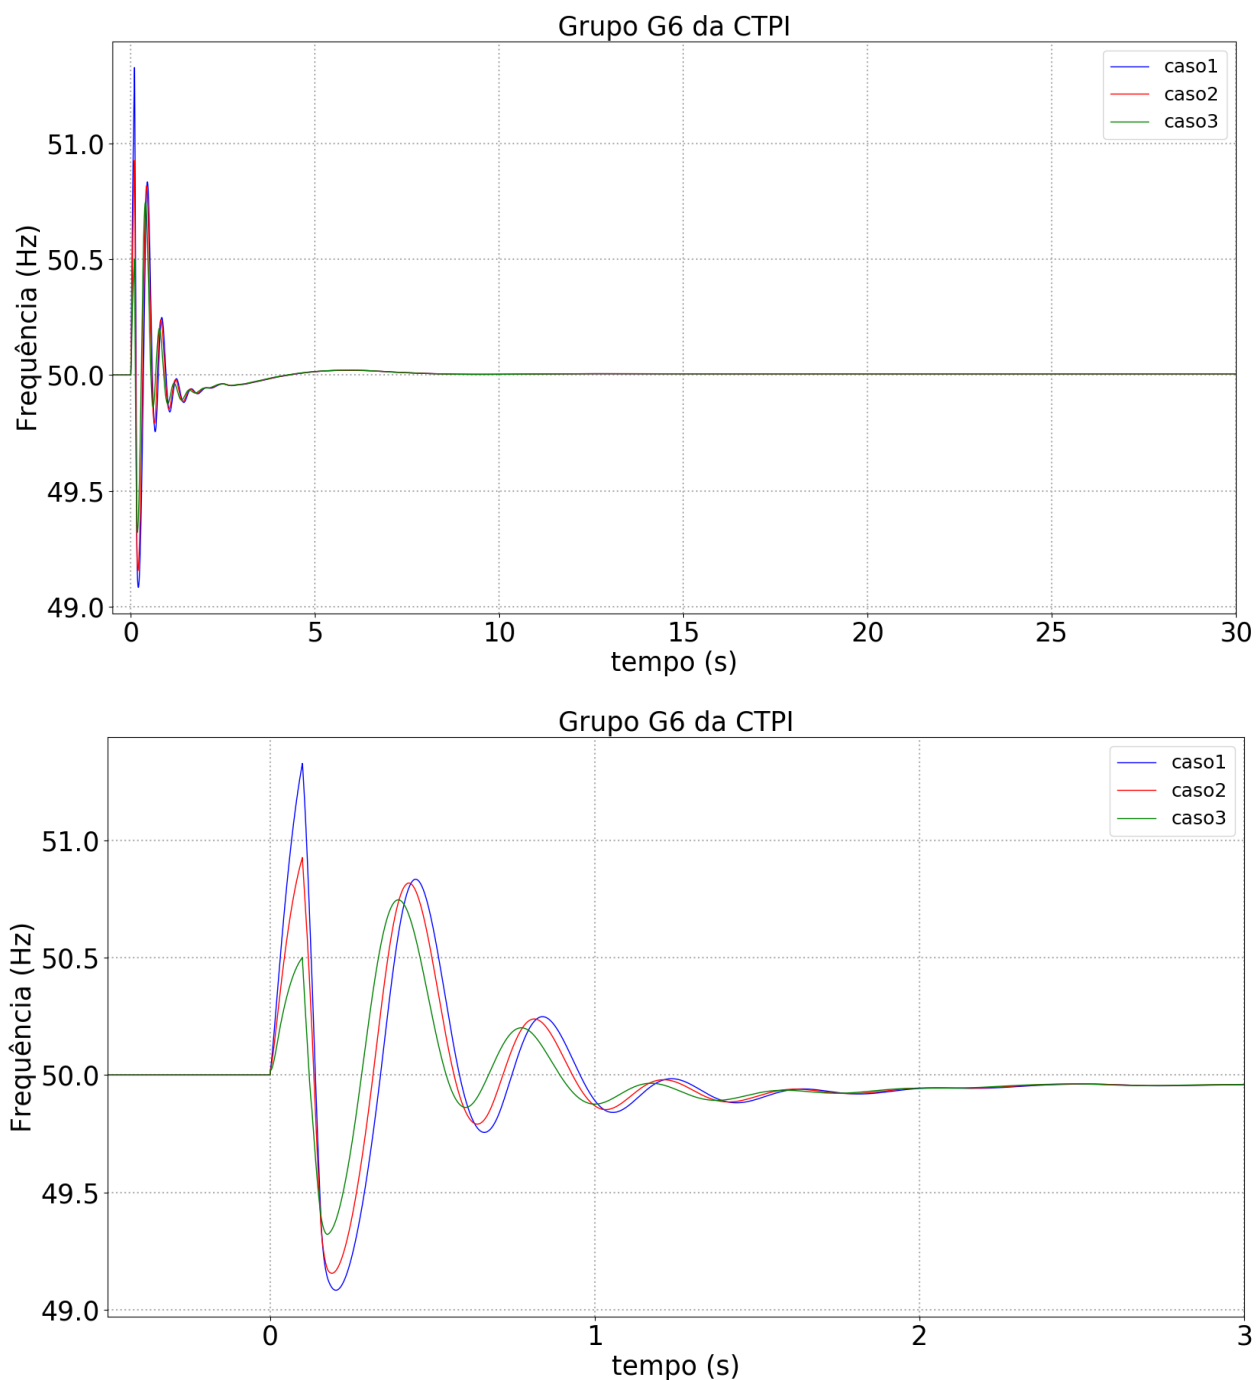 Grupo G6 da CTPI
caso1
caso2
caso3
51.0
50.5
50.0
49.5
49.0
Frequência (Hz)
0 5 10 15 20 25 30
tempo (s)
Grupo G6 da CTPI
caso1
caso2
caso3
51.0
50.5
50.0
49.5
49.0
Frequência (Hz)
0 1 2 3
tempo (s)